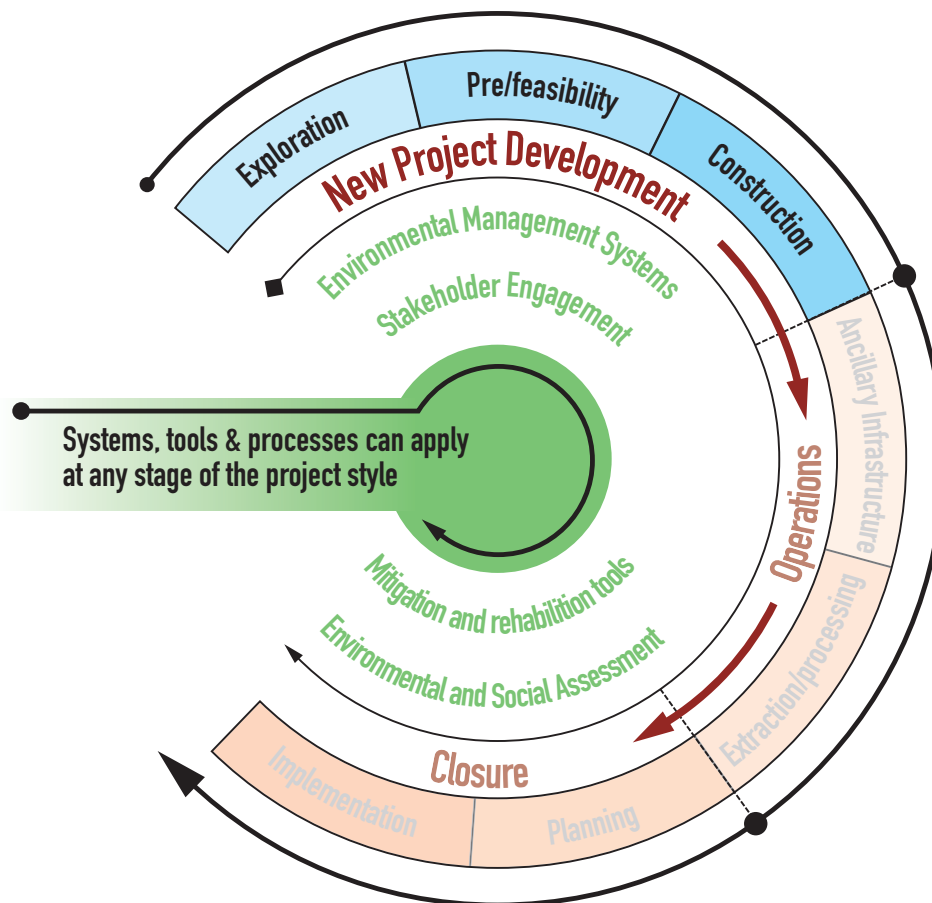 Exploration
Pre/feasibility
Construction
New Project Development
Environmental Management Systems
Stakeholder Engagement
Systems, tools & processes can apply
at any stage of the project style
Ancillary Infrastructure
Operations
Extraction/processing
Mitigation and rehabilition tools
Environmental and Social Assessment
Closure
Planning
Implementation